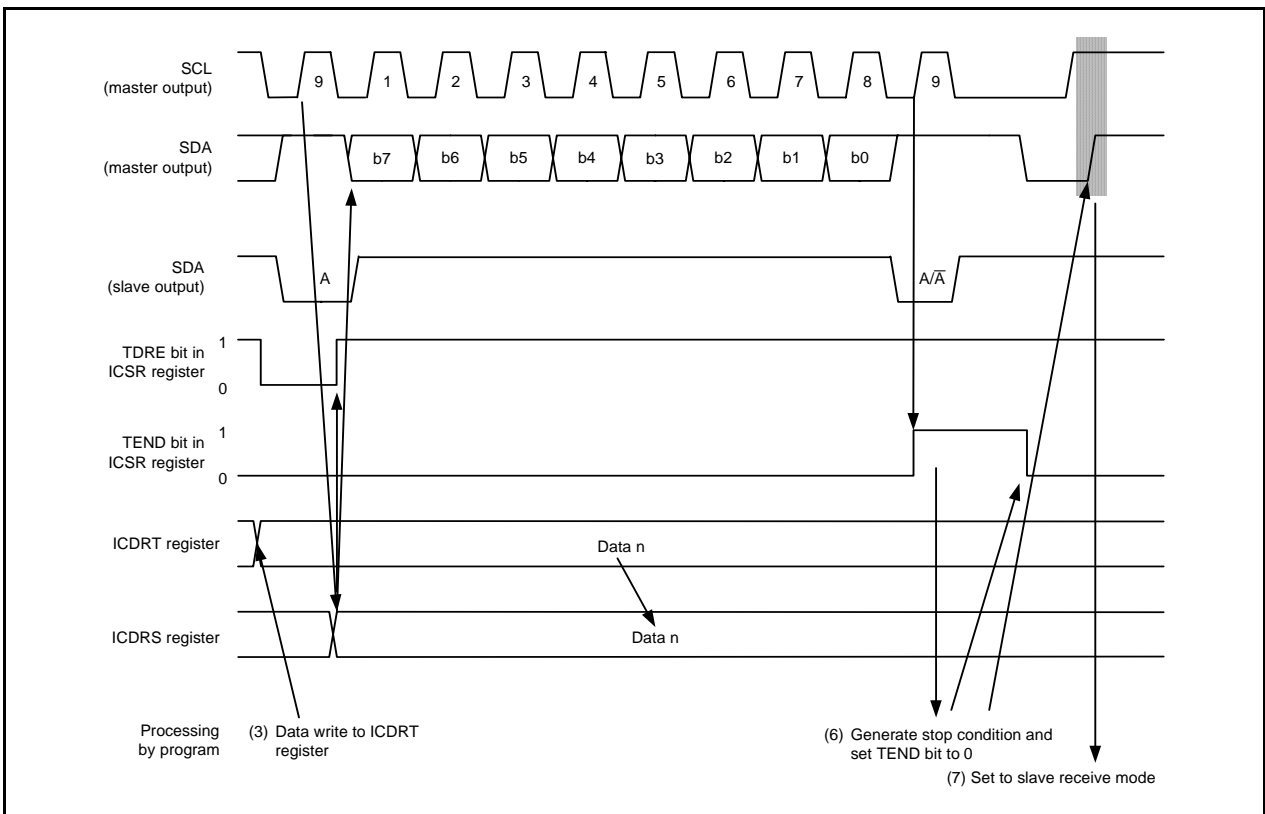 SCL
(master output)
9 1 2 3 4 5 6 7 8 9
SDA
(master output)
b7 b6 b5 b4 b3 b2 b1 b0
SDA
(slave output)
A A/A̅
TDRE bit in
ICSR register
1
0
TEND bit in
ICSR register
1
0
ICDRT register
Data n
ICDRS register
Data n
Processing
by program
(3) Data write to ICDRT
register
(6) Generate stop condition and
set TEND bit to 0
(7) Set to slave receive mode